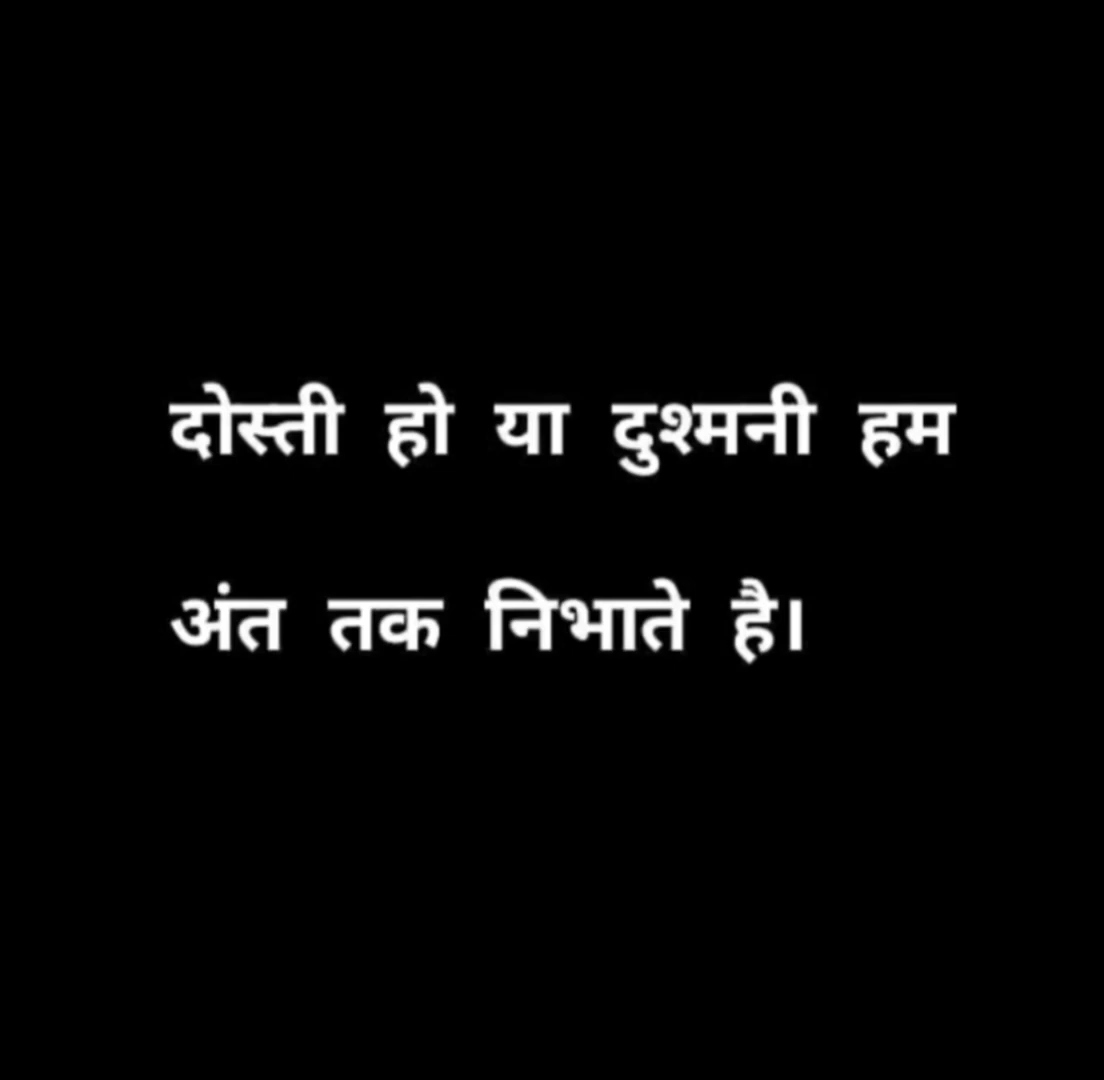 दोस्ती हो या दुश्मनी हम
अंत तक निभाते है।